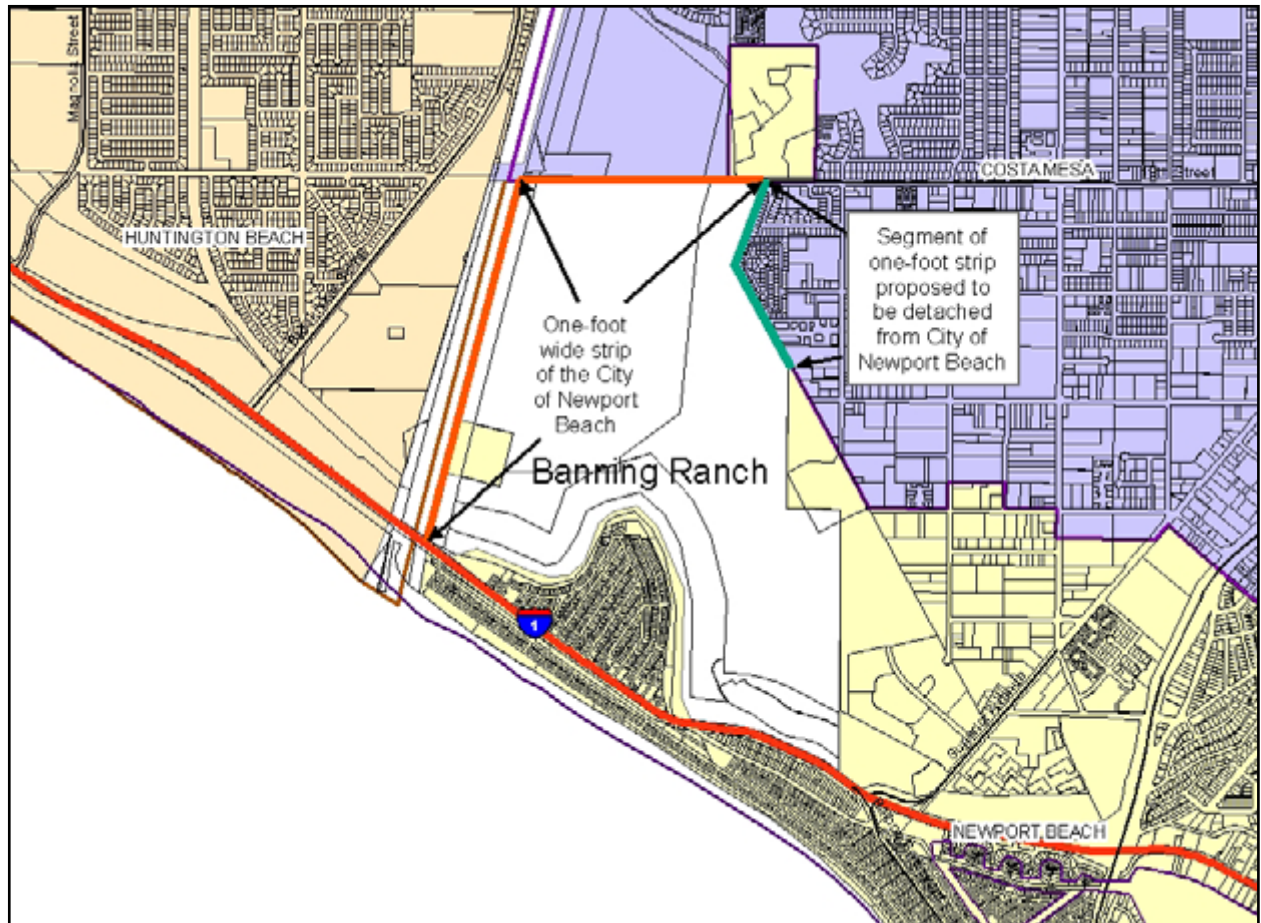 Magnolia Street
COSTA MESA
19th Street
HUNTINGTON BEACH
Segment of
one-foot strip
proposed to
be detached
from City of
Newport Beach
One-foot
wide strip
of the City
of Newport
Beach
Banning Ranch
1
NEWPORT BEACH